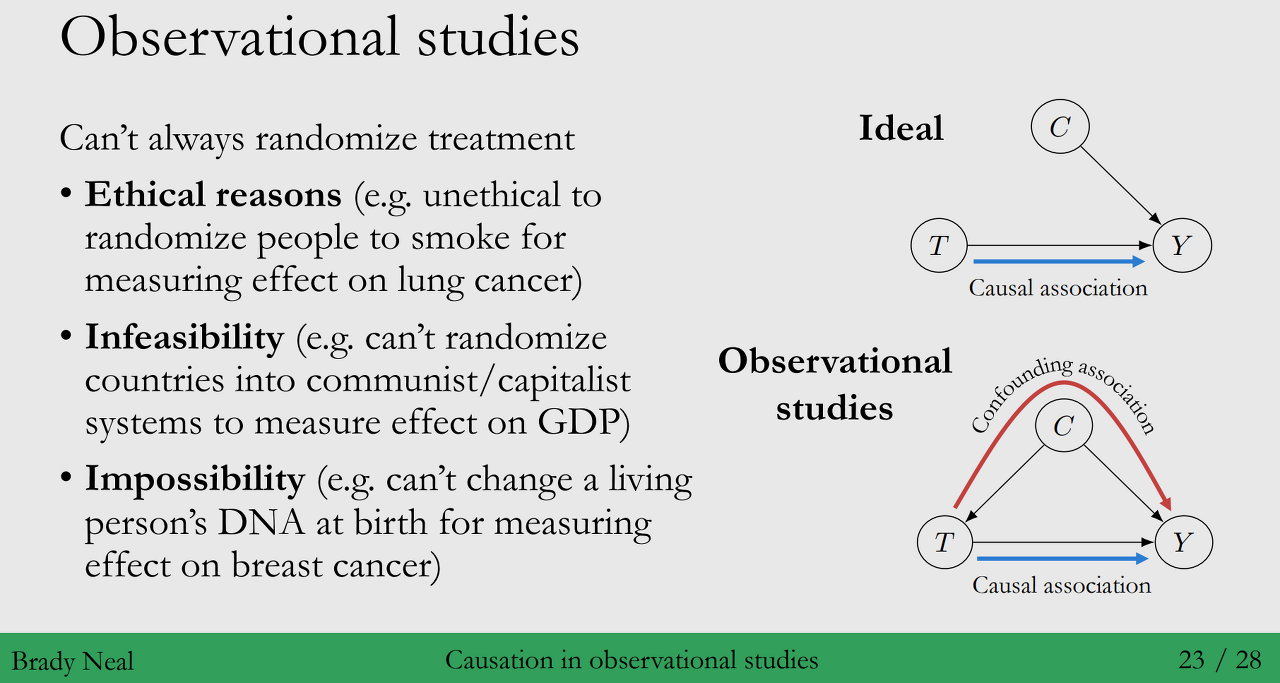 Observational studies
Can’t always randomize treatment
• Ethical reasons (e.g. unethical to
randomize people to smoke for
measuring effect on lung cancer)
• Infeasibility (e.g. can’t randomize
countries into communist/capitalist
systems to measure effect on GDP)
• Impossibility (e.g. can’t change a living
person’s DNA at birth for measuring
effect on breast cancer)
Ideal
C
T
Y
Causal association
Observational
studies
Confounding association
C
T
Y
Causal association
Brady Neal
Causation in observational studies
23 / 28